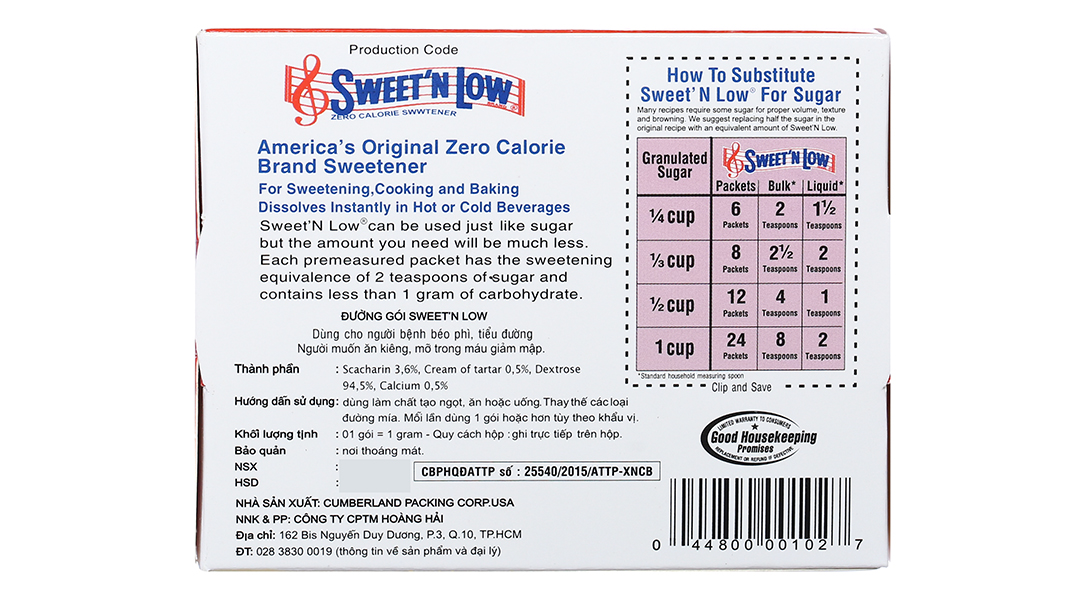 Production Code
SWEET'N LOW
BRAND ®
ZERO CALORIE SWWTENER
America's Original Zero Calorie
Brand Sweetener
For Sweetening,Cooking and Baking
Dissolves Instantly in Hot or Cold Beverages
Sweet'N Low® can be used just like sugar
but the amount you need will be much less.
Each premeasured packet has the sweetening
equivalence of 2 teaspoons of sugar and
contains less than 1 gram of carbohydrate.
ĐƯỜNG GÓI SWEET'N LOW
Dùng cho người bệnh béo phì, tiểu đường
Người muốn ăn kiêng, mỡ trong máu giảm mập.
Thành phần : Scacharin 3,6%, Cream of tartar 0,5%, Dextrose
94,5%, Calcium 0,5%
Hướng dấn sử dụng: dùng làm chất tạo ngọt, ăn hoặc uống. Thay thế các loại
đường mía. Mổi lần dùng 1 gói hoặc hơn tùy theo khẩu vị.
Khối lượng tịnh : 01 gói = 1 gram - Quy cách hộp : ghi trực tiếp trên hộp.
Bảo quản : nơi thoáng mát.
NSX :
HSD :
CBPHQĐATTP số : 25540/2015/ATTP-XNCB
NHÀ SẢN XUẤT: CUMBERLAND PACKING CORP.USA
NNK & PP: CÔNG TY CPTM HOÀNG HẢI
Địa chỉ: 162 Bis Nguyễn Duy Dương, P.3, Q.10, TP.HCM
ĐT: 028 3830 0019 (thông tin về sản phẩm và đại lý)
How To Substitute
Sweet' N Low® For Sugar
Many recipes require some sugar for proper volume, texture
and browning. We suggest replacing half the sugar in the
original recipe with an equivalent amount of Sweet'N Low.
Granulated Sugar SWEET'N LOW
Packets Bulk* Liquid*
1/4 cup 6 Packets 2 Teaspoons 1½ Teaspoons
1/3 cup 8 Packets 2½ Teaspoons 2 Teaspoons
1/2 cup 12 Packets 4 Teaspoons 1 Teaspoons
1 cup 24 Packets 8 Teaspoons 2 Teaspoons
*Standard household measuring spoon
Clip and Save
LIMITED WARRANTY TO CONSUMERS
Good Housekeeping
Promises
REPLACEMENT OR REFUND IF DEFECTIVE
0 44800 00102 7